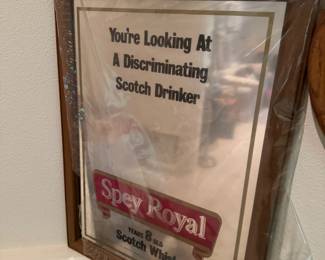 You're Looking At
A Discriminating
Scotch Drinker
Spey Royal
YEARS 8 OLD
Scotch Whisky